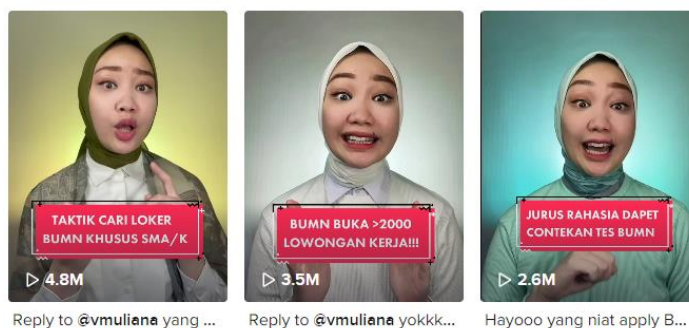 TAKTIK CARI LOKER
BUMN KHUSUS SMA/K
4.8M
Reply to @vmuliana yang ...
BUMN BUKA >2000
LOWONGAN KERJA!!!
3.5M
Reply to @vmuliana yokkk...
JURUS RAHASIA DAPET
CONTEKAN TES BUMN
2.6M
Hayooo yang niat apply B...